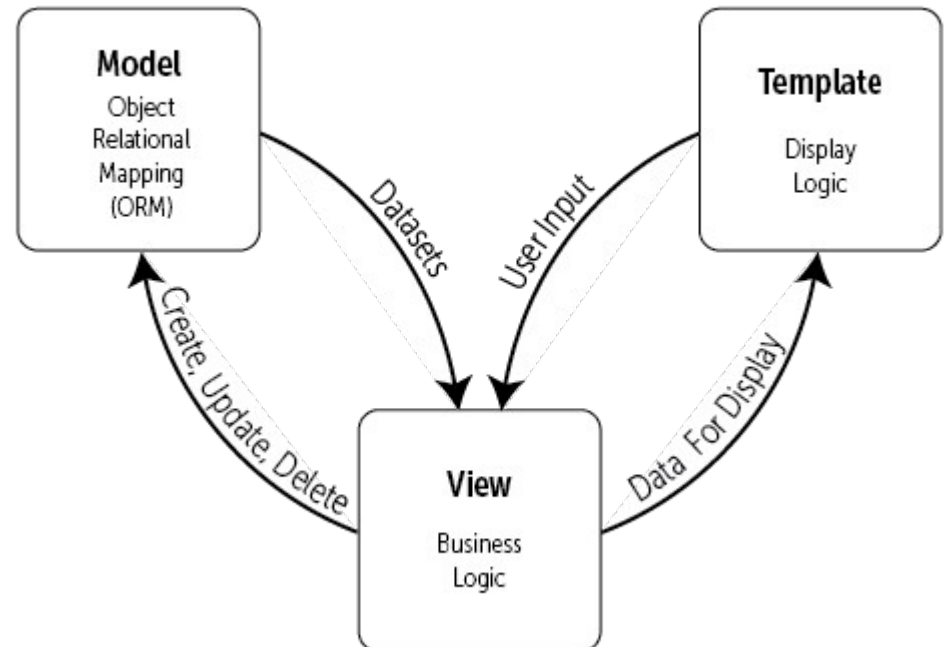 Model
Object
Relational
Mapping
(ORM)
Template
Display
Logic
Datasets
User Input
Create, Update, Delete
Data For Display
View
Business
Logic